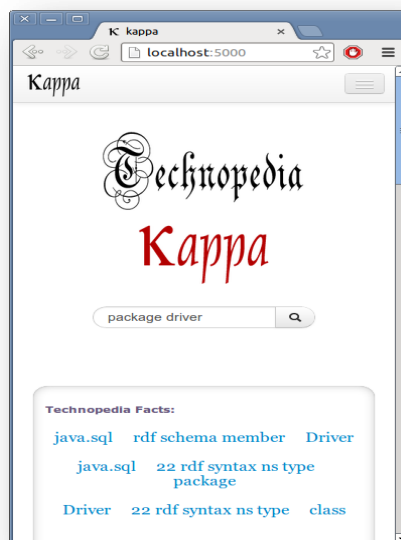 kappa
localhost:5000
Kappa
Technopedia
Kappa
package driver
Technopedia Facts:
java.sql rdf schema member Driver
java.sql 22 rdf syntax ns type
package
Driver 22 rdf syntax ns type class